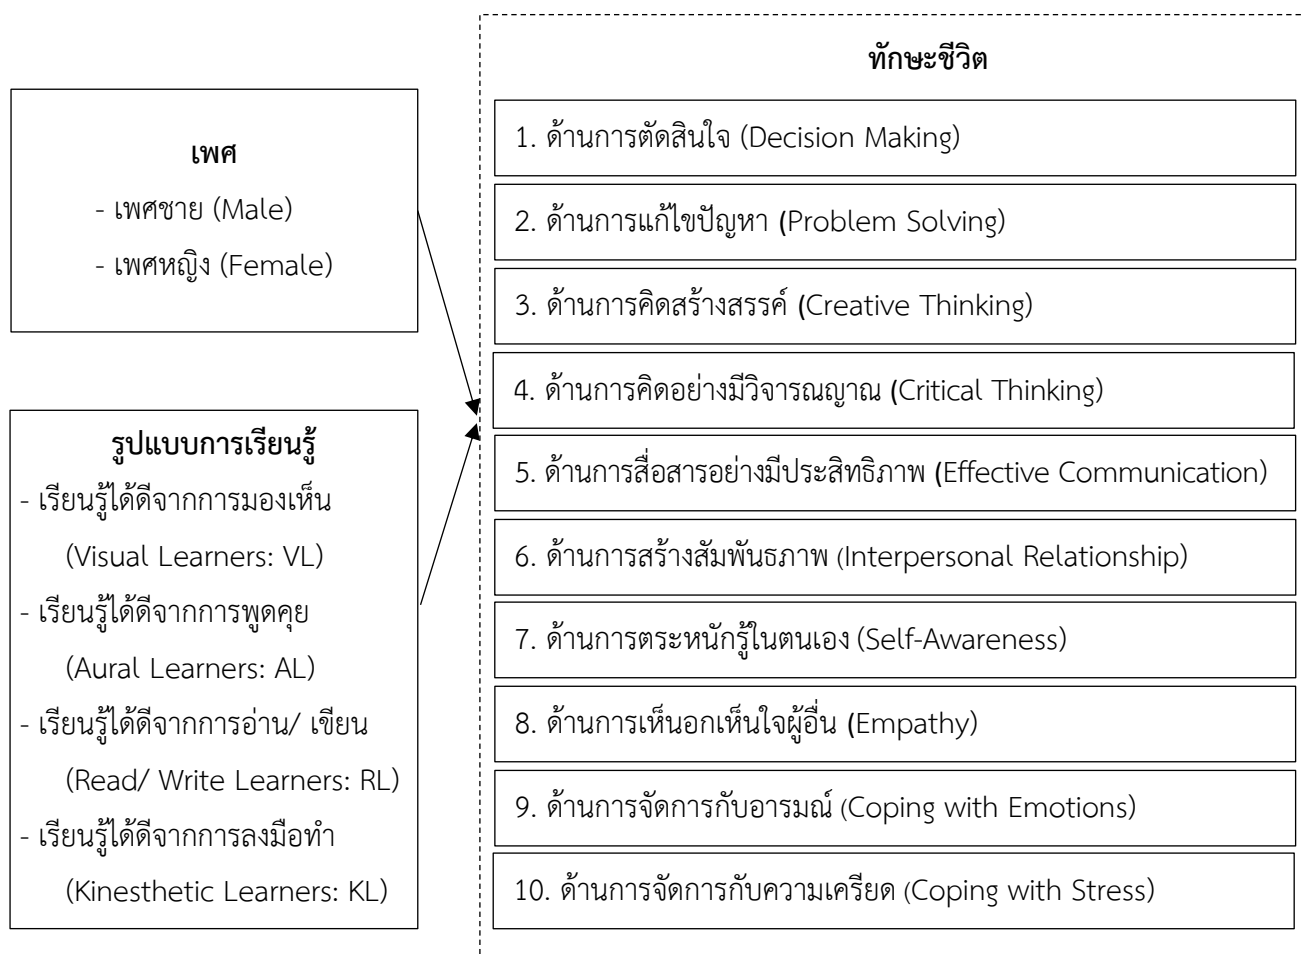 เพศ
- เพศชาย (Male)
- เพศหญิง (Female)
รูปแบบการเรียนรู้
- เรียนรู้ได้ดีจากการมองเห็น
(Visual Learners: VL)
- เรียนรู้ได้ดีจากการพูดคุย
(Aural Learners: AL)
- เรียนรู้ได้ดีจากการอ่าน/ เขียน
(Read/ Write Learners: RL)
- เรียนรู้ได้ดีจากการลงมือทำ
(Kinesthetic Learners: KL)
ทักษะชีวิต
1. ด้านการตัดสินใจ (Decision Making)
2. ด้านการแก้ไขปัญหา (Problem Solving)
3. ด้านการคิดสร้างสรรค์ (Creative Thinking)
4. ด้านการคิดอย่างมีวิจารณญาณ (Critical Thinking)
5. ด้านการสื่อสารอย่างมีประสิทธิภาพ (Effective Communication)
6. ด้านการสร้างสัมพันธภาพ (Interpersonal Relationship)
7. ด้านการตระหนักรู้ในตนเอง (Self-Awareness)
8. ด้านการเห็นอกเห็นใจผู้อื่น (Empathy)
9. ด้านการจัดการกับอารมณ์ (Coping with Emotions)
10. ด้านการจัดการกับความเครียด (Coping with Stress)